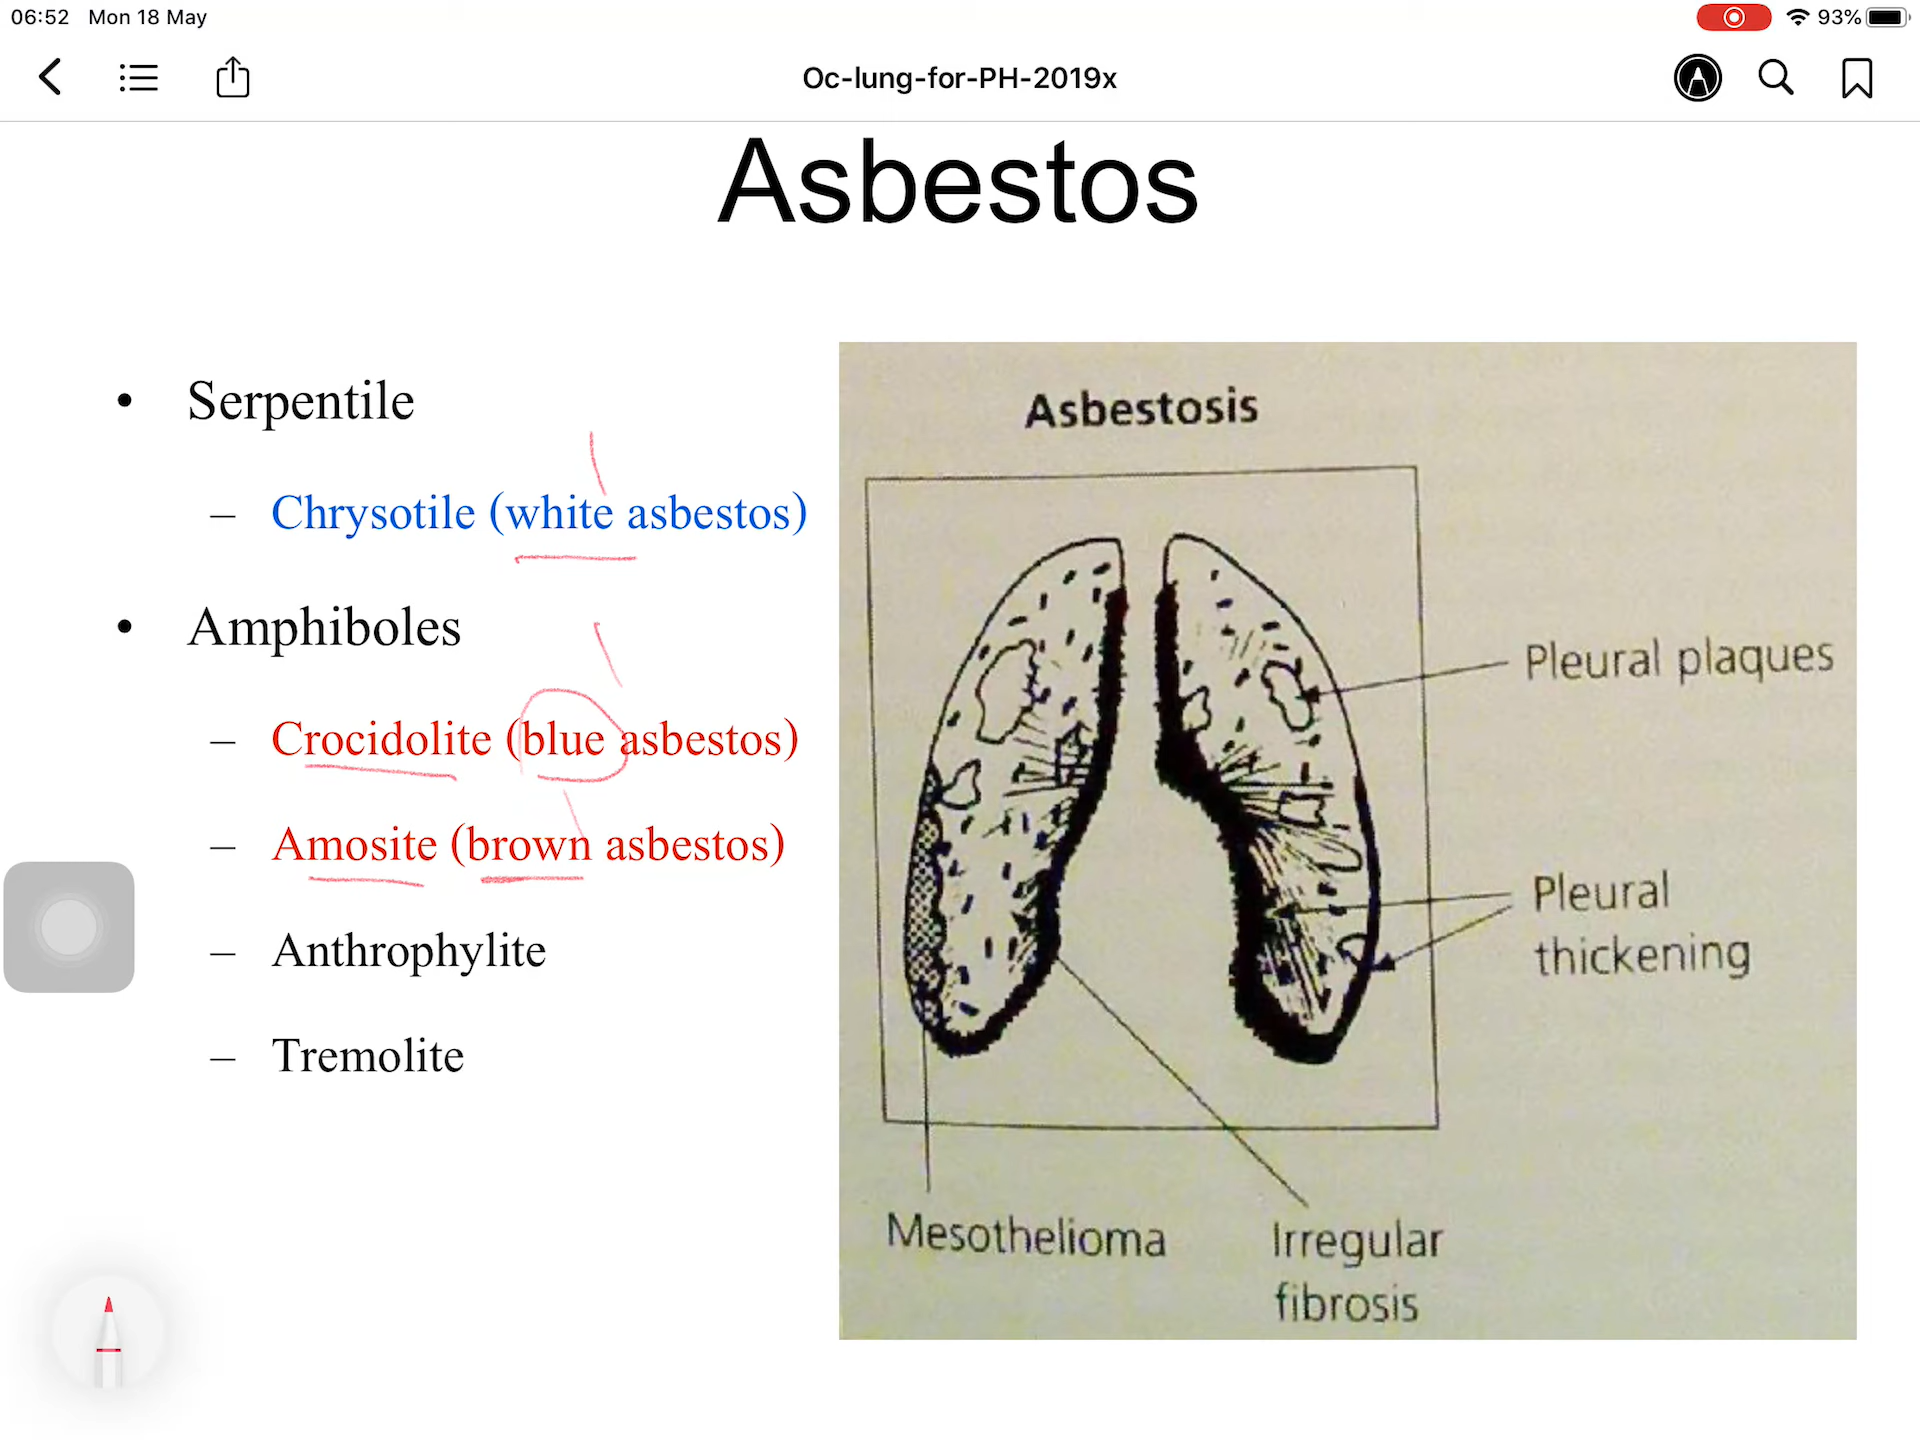 06:52 Mon 18 May
93%
Oc-lung-for-PH-2019x
Asbestos
• Serpentile
– Chrysotile (white asbestos)
• Amphiboles
– Crocidolite (blue asbestos)
– Amosite (brown asbestos)
– Anthrophylite
– Tremolite
Asbestosis
Pleural plaques
Pleural
thickening
Mesothelioma
Irregular
fibrosis